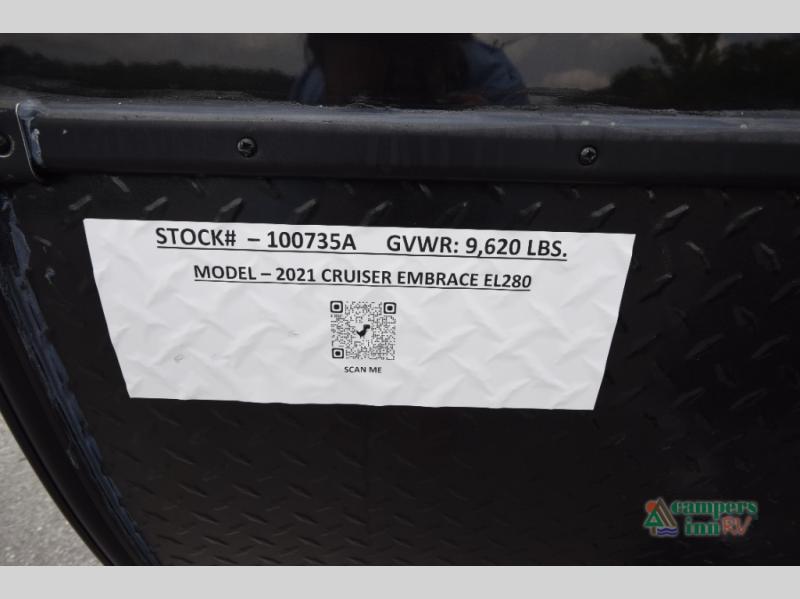 STOCK# – 100735A GVWR: 9,620 LBS.
MODEL – 2021 CRUISER EMBRACE EL280
SCAN ME
campers
inn RV